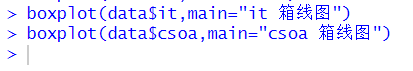 > boxplot(data$it,main="it 箱线图")
> boxplot(data$csoa,main="csoa 箱线图")
>